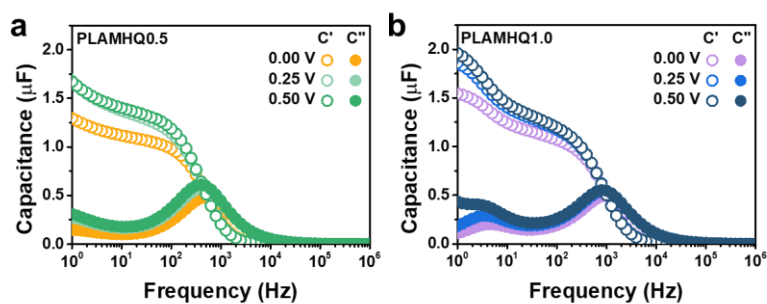 a
PLAMHQ0.5
C' C"
0.00 V
0.25 V
0.50 V
2.0
1.5
1.0
0.5
0.0
Capacitance (μF)
10⁰ 10¹ 10² 10³ 10⁴ 10⁵ 10⁶
Frequency (Hz)
b
PLAMHQ1.0
C' C"
0.00 V
0.25 V
0.50 V
2.0
1.5
1.0
0.5
0.0
Capacitance (μF)
10⁰ 10¹ 10² 10³ 10⁴ 10⁵ 10⁶
Frequency (Hz)